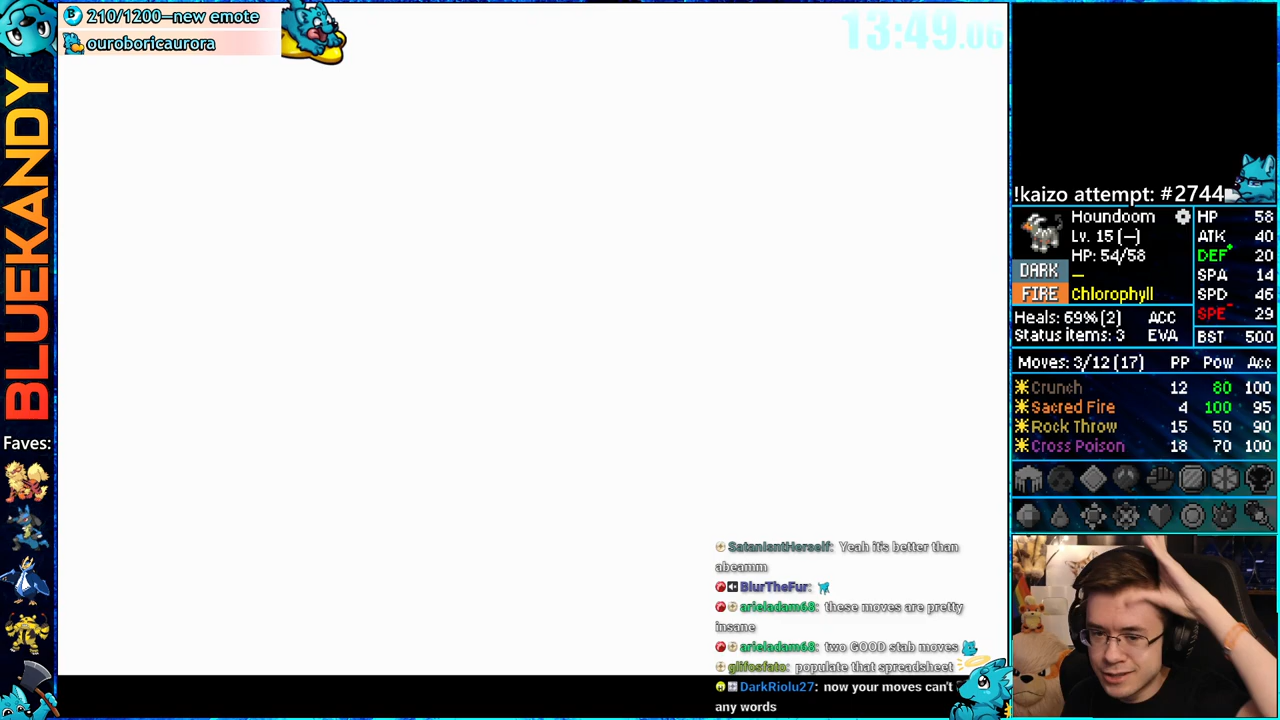 210/1200—new emote
ouroboricaurora
13:49.06
BLUEKANDY
Faves:
!kaizo attempt: #2744
Houndoom
Lv. 15 (—)
HP: 54/58
DARK
—
FIRE
Chlorophyll
HP 58
ATK 40
DEF+ 20
SPA 14
SPD 46
SPE- 29
BST 500
Heals: 69% (2) ACC
Status items: 3 EVA
Moves: 3/12 (17) PP Pow Acc
Crunch 12 80 100
Sacred Fire 4 100 95
Rock Throw 15 50 90
Cross Poison 18 70 100
SatanIsntHerself: Yeah it's better than
abeamm
BlurTheFur:
arieladam68: these moves are pretty
insane
arieladam68: two GOOD stab moves
glifosfato: populate that spreadsheet
DarkRiolu27: now your moves can't
any words